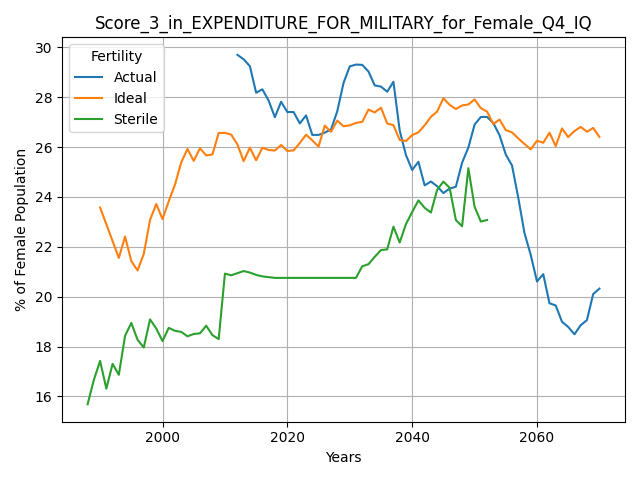 Score_3_in_EXPENDITURE_FOR_MILITARY_for_Female_Q4_IQ
Fertility
Actual
Ideal
Sterile
% of Female Population
30
28
26
24
22
20
18
16
2000
2020
2040
2060
Years